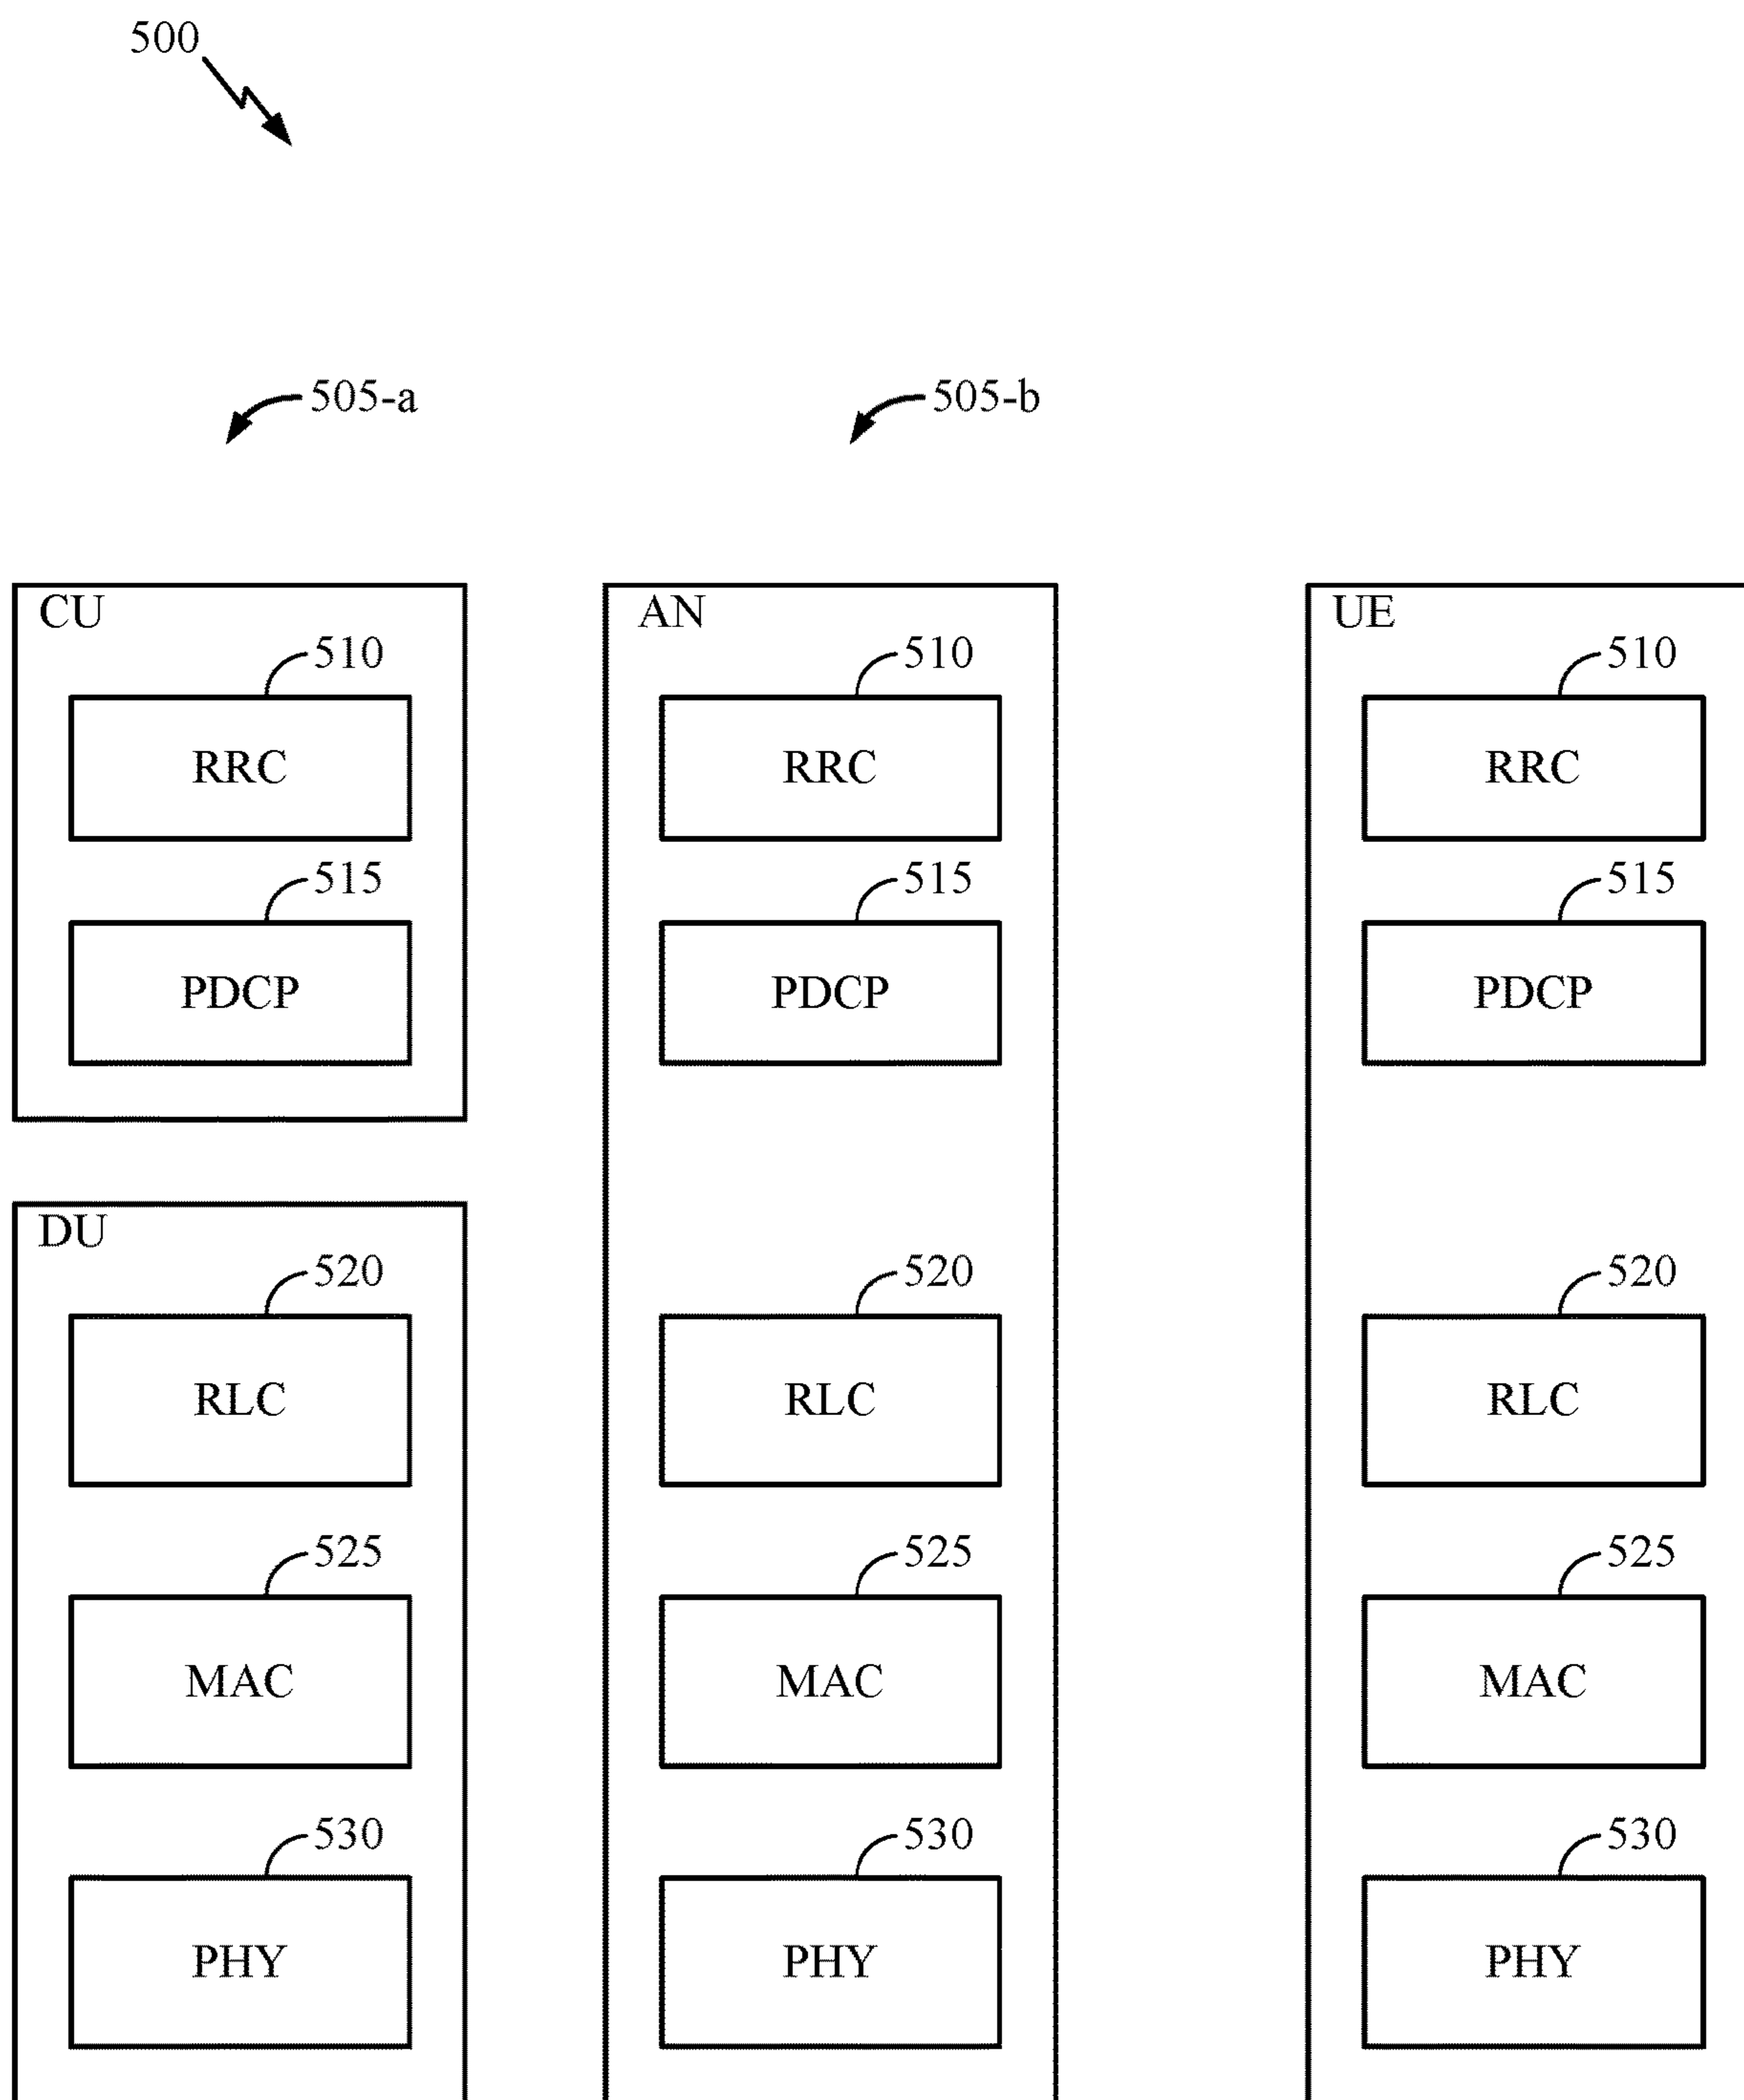 500
505-a 505-b
CU AN UE
510 510 510
RRC RRC RRC
515 515 515
PDCP PDCP PDCP
DU
520 520 520
RLC RLC RLC
525 525 525
MAC MAC MAC
530 530 530
PHY PHY PHY